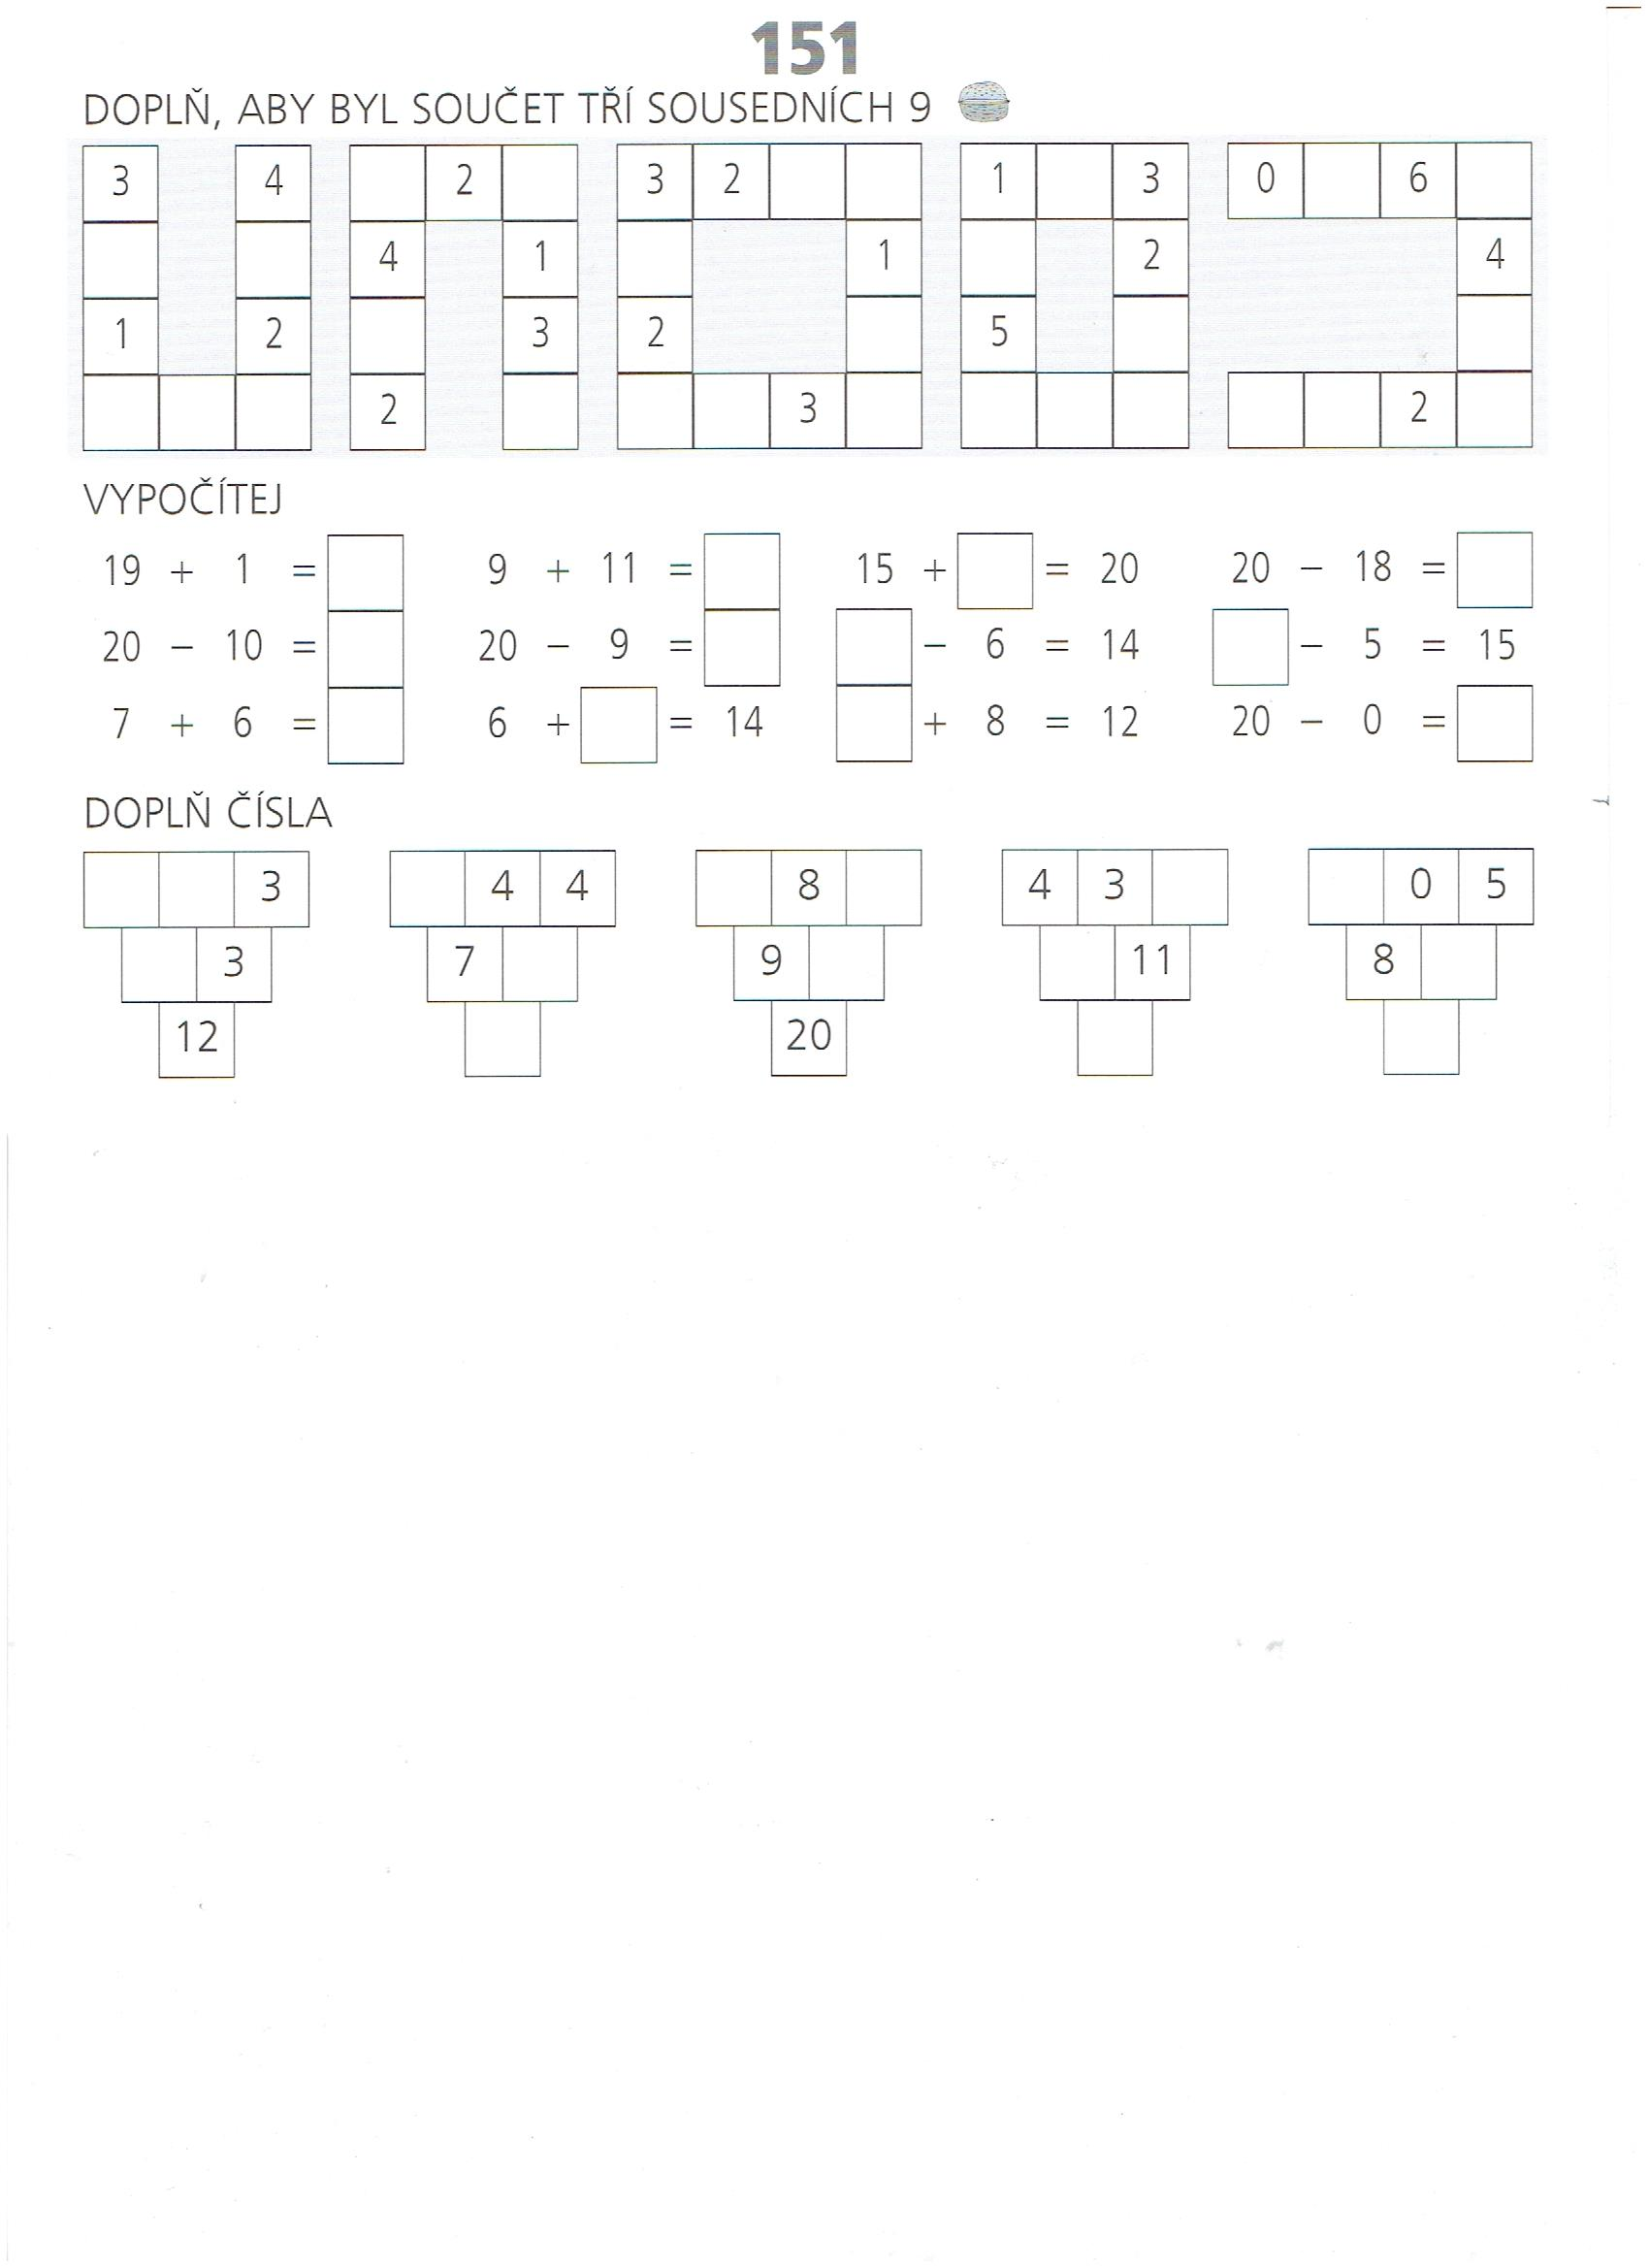 151
DOPLŇ, ABY BYL SOUČET TŘÍ SOUSEDNÍCH 9
3 4 2 3 2 1 3 0 6
4 1 1 2 4
1 2 3 2 5
2 3 2
VYPOČÍTEJ
19 + 1 = 9 + 11 = 15 + = 20 20 – 18 =
20 – 10 = 20 – 9 = – 6 = 14 – 5 = 15
7 + 6 = 6 + = 14 + 8 = 12 20 – 0 =
DOPLŇ ČÍSLA
3 4 4 8 4 3 0 5
3 7 9 11 8
12 20